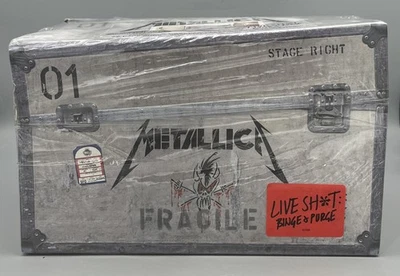 01
STAGE RIGHT
METALLICA
FRAGILE
LIVE SH*T:
BINGE & PURGE